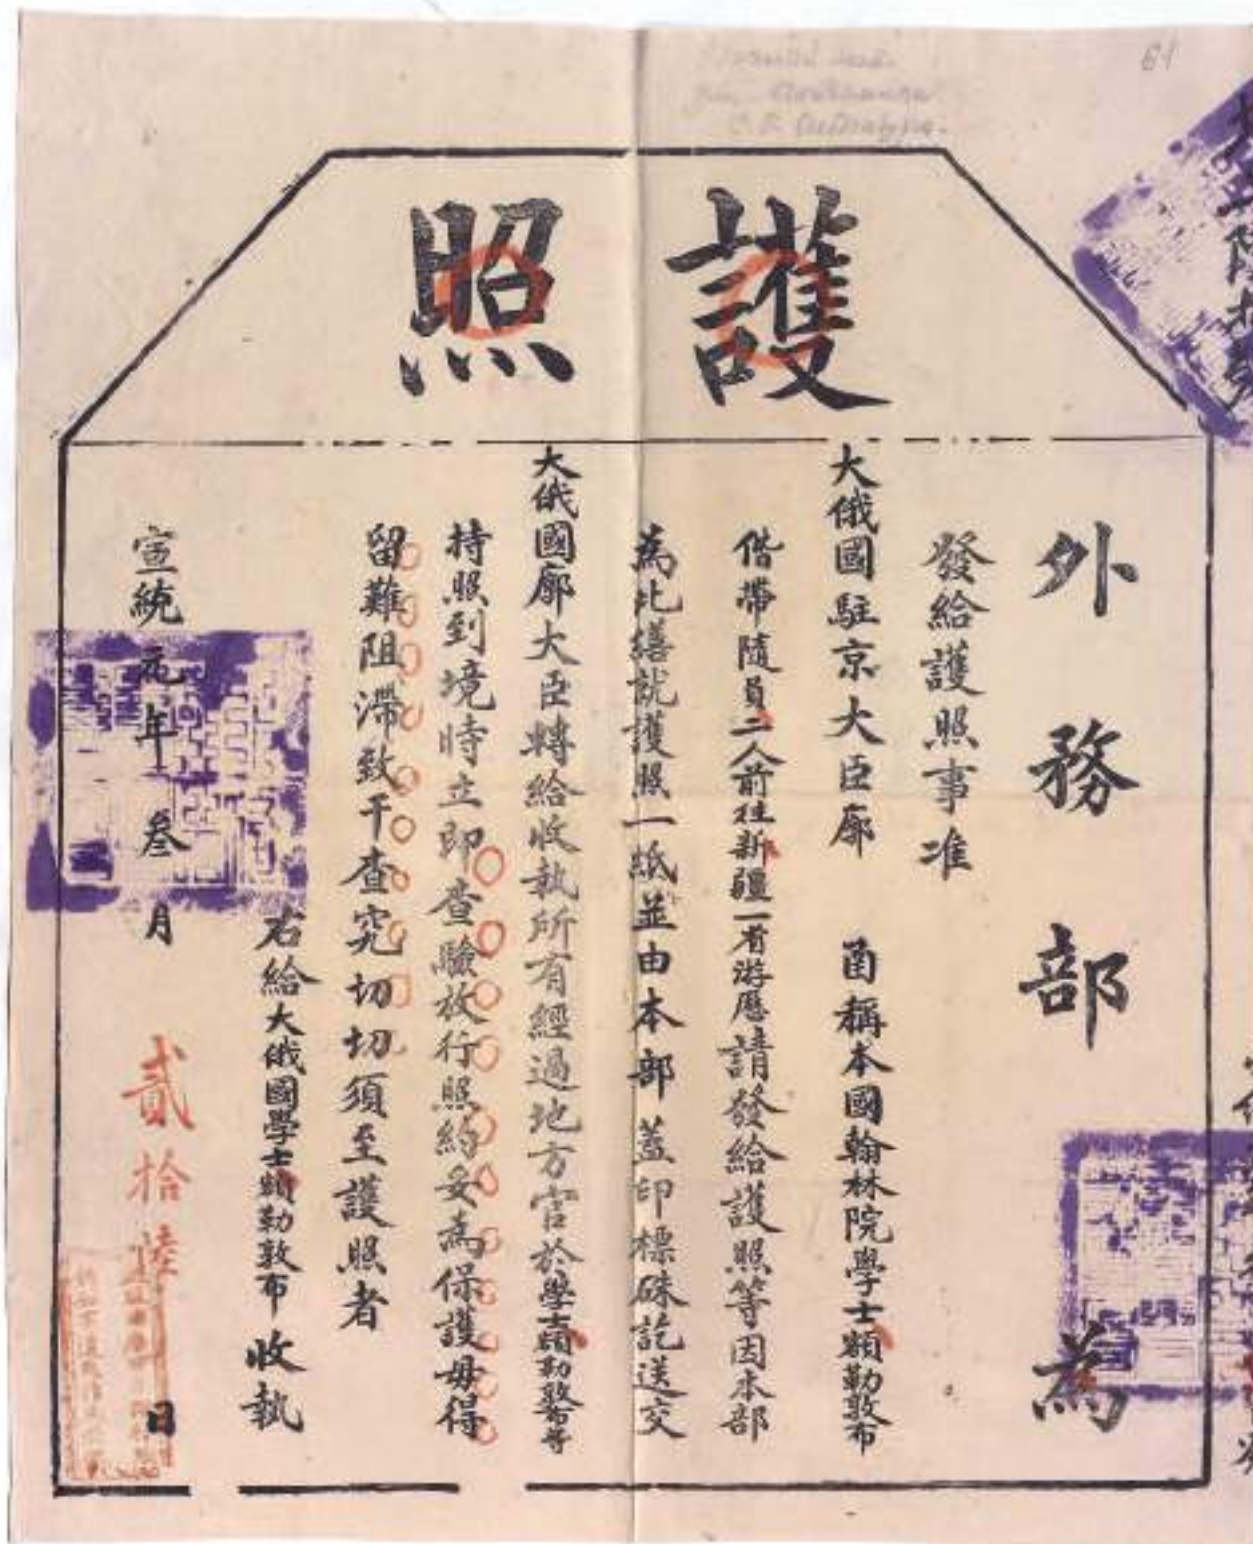 61
護照
外務部 為
發給護照事准
大俄國駐京大臣廓 函稱本國翰林院學士額勒敦布
偕帶隨員二人前往新疆一省游歷請發給護照等因本部
為此繕就護照一紙並由本部蓋印標硃訖送交
大俄國廓大臣轉給收執所有經過地方官於學士額勒敦布等
持照到境時立即查驗放行照約妥為保護毋得
留難阻滯致干查究切切須至護照者
右給大俄國學士額勒敦布收執
宣統元年叁月貳拾陸日